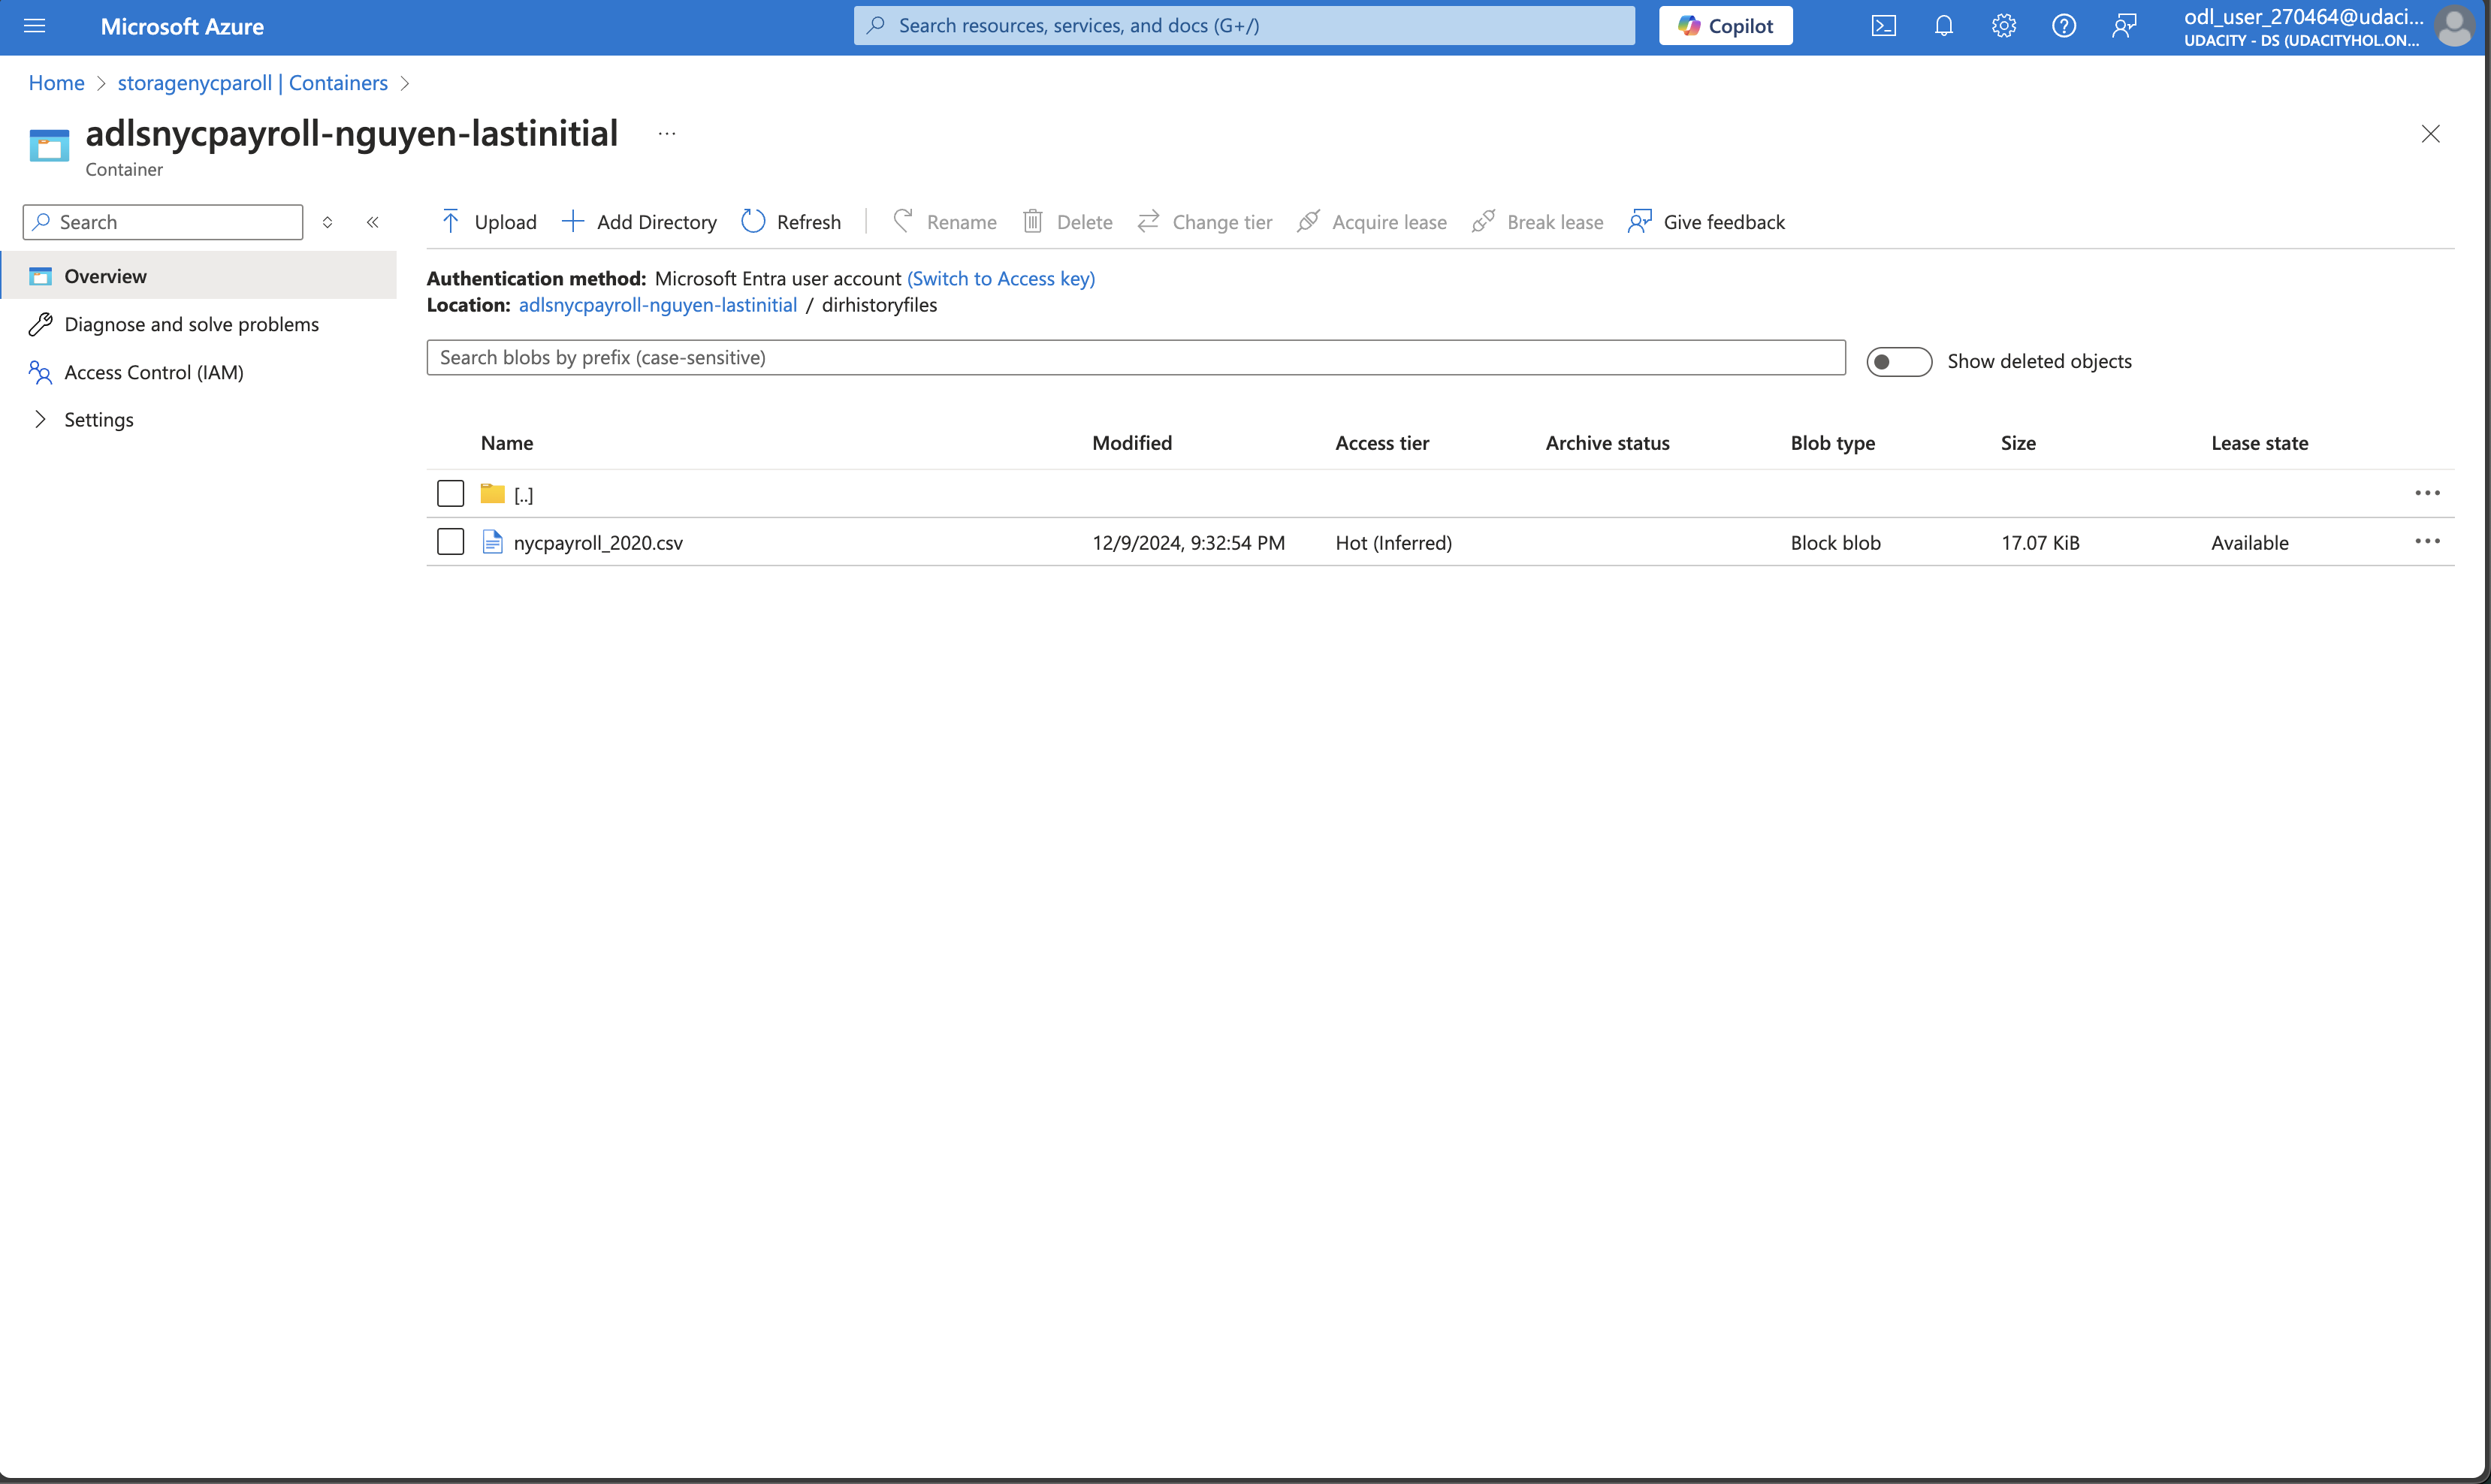 Microsoft Azure
Search resources, services, and docs (G+/)
Copilot
odl_user_270464@udaci...
UDACITY - DS (UDACITYHOL.ON...
Home > storagenycparoll | Containers >
adlsnycpayroll-nguyen-lastinitial ...
Container
Search
Upload Add Directory Refresh Rename Delete Change tier Acquire lease Break lease Give feedback
Overview
Diagnose and solve problems
Access Control (IAM)
Settings
Authentication method: Microsoft Entra user account (Switch to Access key)
Location: adlsnycpayroll-nguyen-lastinitial / dirhistoryfiles
Search blobs by prefix (case-sensitive)
Show deleted objects
Name Modified Access tier Archive status Blob type Size Lease state
[..]
nycpayroll_2020.csv 12/9/2024, 9:32:54 PM Hot (Inferred) Block blob 17.07 KiB Available